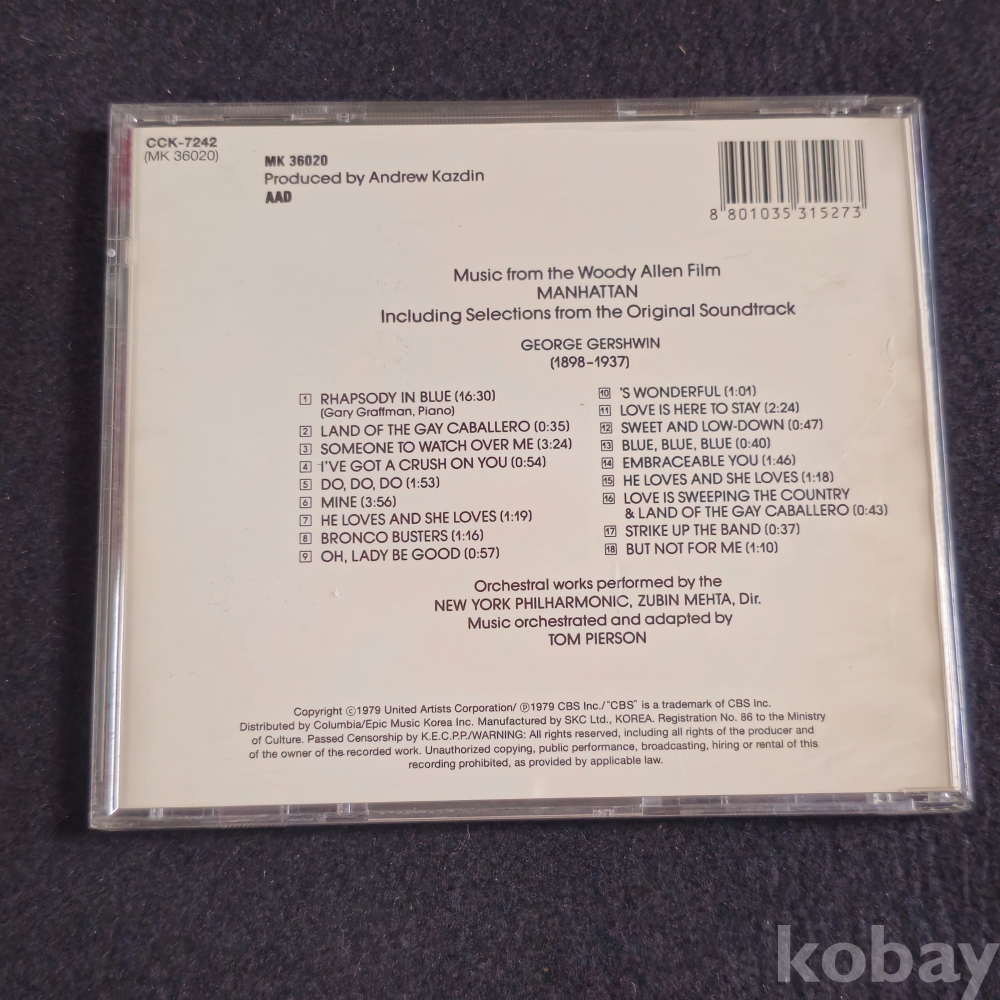 CCK-7242
(MK 36020)
MK 36020
Produced by Andrew Kazdin
AAD
8 801035 315273
Music from the Woody Allen Film
MANHATTAN
Including Selections from the Original Soundtrack
GEORGE GERSHWIN
(1898-1937)
1 RHAPSODY IN BLUE (16:30)
(Gary Graffman, Piano)
2 LAND OF THE GAY CABALLERO (0:35)
3 SOMEONE TO WATCH OVER ME (3:24)
4 I'VE GOT A CRUSH ON YOU (0:54)
5 DO, DO, DO (1:53)
6 MINE (3:56)
7 HE LOVES AND SHE LOVES (1:19)
8 BRONCO BUSTERS (1:16)
9 OH, LADY BE GOOD (0:57)
10 'S WONDERFUL (1:01)
11 LOVE IS HERE TO STAY (2:24)
12 SWEET AND LOW-DOWN (0:47)
13 BLUE, BLUE, BLUE (0:40)
14 EMBRACEABLE YOU (1:46)
15 HE LOVES AND SHE LOVES (1:18)
16 LOVE IS SWEEPING THE COUNTRY
& LAND OF THE GAY CABALLERO (0:43)
17 STRIKE UP THE BAND (0:37)
18 BUT NOT FOR ME (1:10)
Orchestral works performed by the
NEW YORK PHILHARMONIC, ZUBIN MEHTA, Dir.
Music orchestrated and adapted by
TOM PIERSON
Copyright ©1979 United Artists Corporation/ ℗1979 CBS Inc./"CBS" is a trademark of CBS Inc.
Distributed by Columbia/Epic Music Korea Inc. Manufactured by SKC Ltd., KOREA. Registration No. 86 to the Ministry
of Culture. Passed Censorship by K.E.C.P.P./WARNING: All rights reserved, including all rights of the producer and
of the owner of the recorded work. Unauthorized copying, public performance, broadcasting, hiring or rental of this
recording prohibited, as provided by applicable law.
kobay